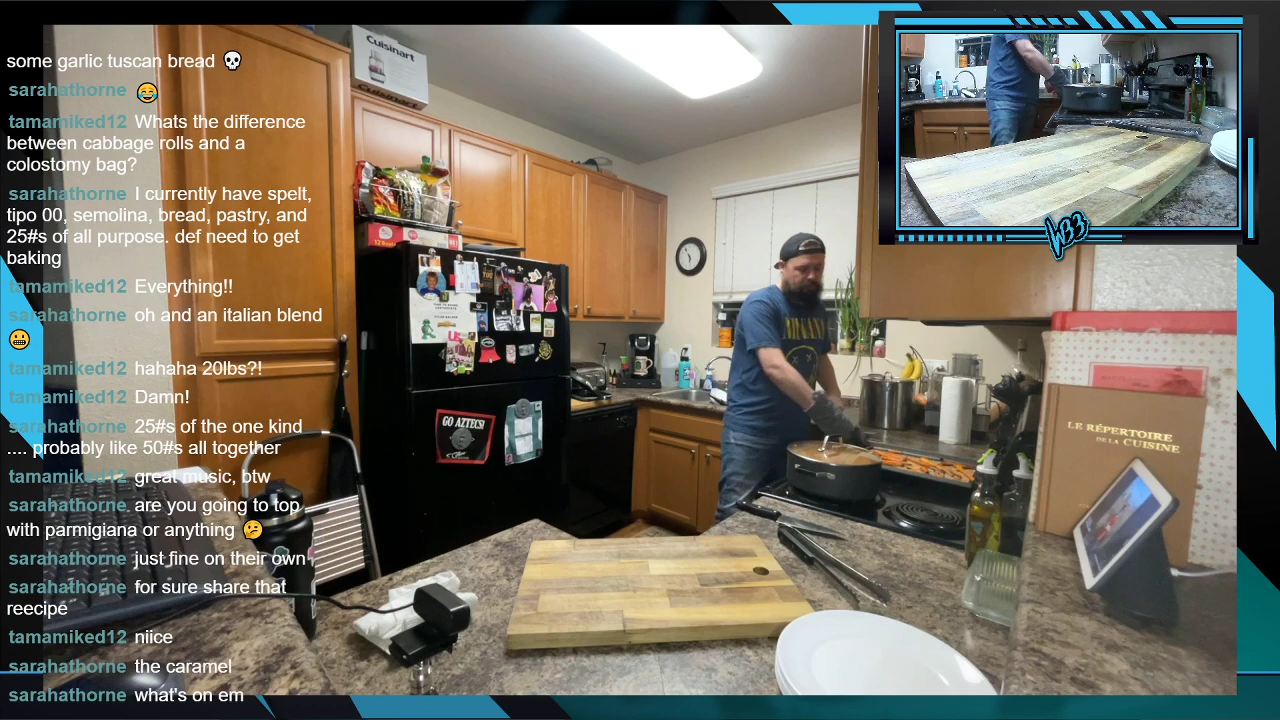 some garlic tuscan bread 💀
sarahathorne 😂
tamamiked12 Whats the difference
between cabbage rolls and a
colostomy bag?
sarahathorne I currently have spelt,
tipo 00, semolina, bread, pastry, and
25#s of all purpose. def need to get
baking
tamamiked12 Everything!!
sarahathorne oh and an italian blend
😬
tamamiked12 hahaha 20lbs?!
tamamiked12 Damn!
sarahathorne 25#s of the one kind
.... probably like 50#s all together
tamamiked12 great music, btw
sarahathorne are you going to top
with parmigiana or anything 🤔
sarahathorne just fine on their own
sarahathorne for sure share that
reecipe
tamamiked12 niice
sarahathorne the caramel
sarahathorne what's on em
Cuisinart
Cuisinart
GO AZTECS!
NIRVANA
W33
LE RÉPERTOIRE
DE LA CUISINE